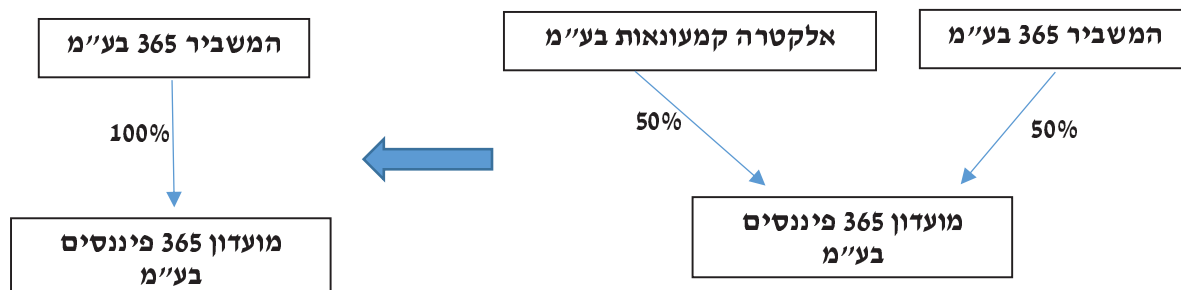 המשביר 365 בע״מ
אלקטרה קמעונאות בע״מ
50%
50%
מועדון 365 פיננסים
בע״מ
המשביר 365 בע״מ
100%
מועדון 365 פיננסים
בע״מ